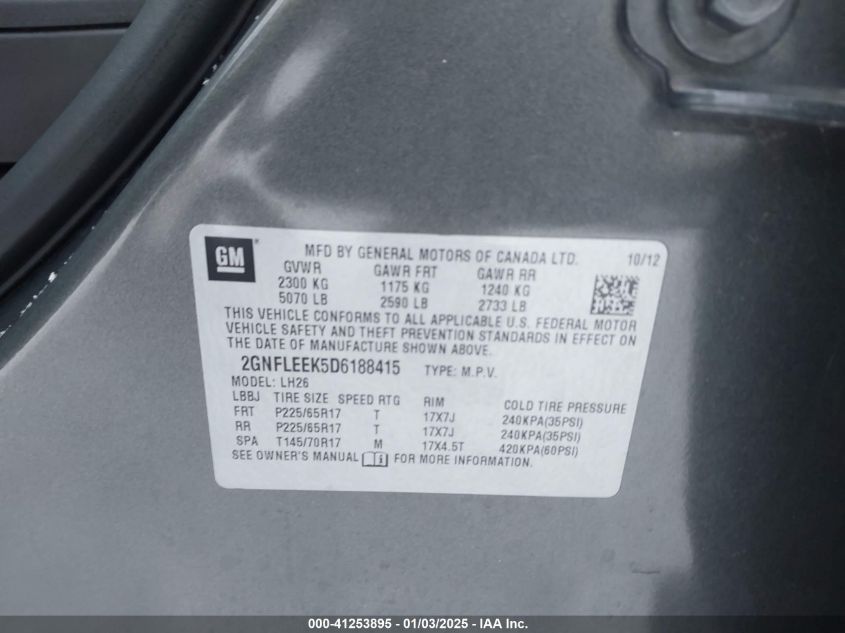 GM
MFD BY GENERAL MOTORS OF CANADA LTD. 10/12
GVWR GAWR FRT GAWR RR
2300 KG 1175 KG 1240 KG
5070 LB 2590 LB 2733 LB
THIS VEHICLE CONFORMS TO ALL APPLICABLE U.S. FEDERAL MOTOR
VEHICLE SAFETY AND THEFT PREVENTION STANDARDS IN EFFECT ON
THE DATE OF MANUFACTURE SHOWN ABOVE.
2GNFLEEK5D6188415 TYPE: M.P.V.
MODEL: LH26
LBBJ TIRE SIZE SPEED RTG RIM COLD TIRE PRESSURE
FRT P225/65R17 T 17X7J 240KPA(35PSI)
RR P225/65R17 T 17X7J 240KPA(35PSI)
SPA T145/70R17 M 17X4.5T 420KPA(60PSI)
SEE OWNER'S MANUAL FOR MORE INFORMATION.
000-41253895 - 01/03/2025 - IAA Inc.